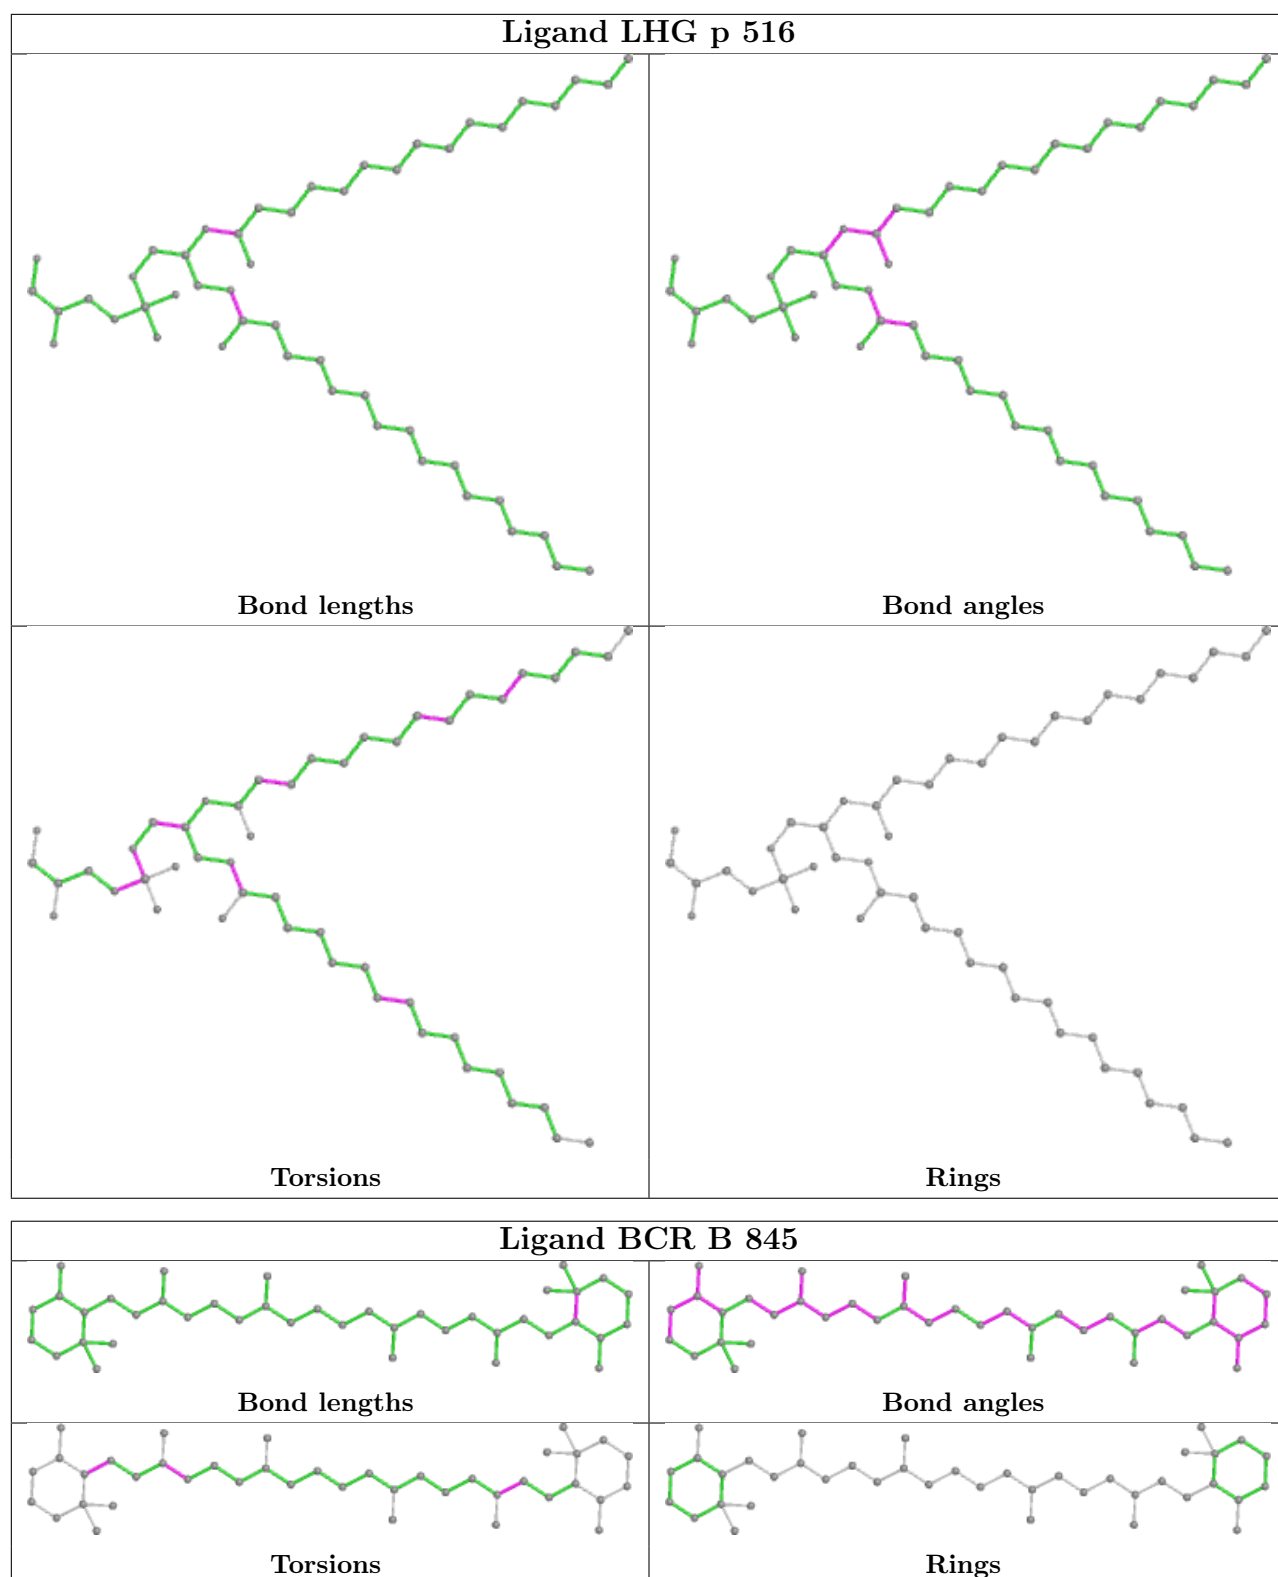 Ligand LHG p 516
Bond lengths
Bond angles
Torsions
Rings
Ligand BCR B 845
Bond lengths
Bond angles
Torsions
Rings